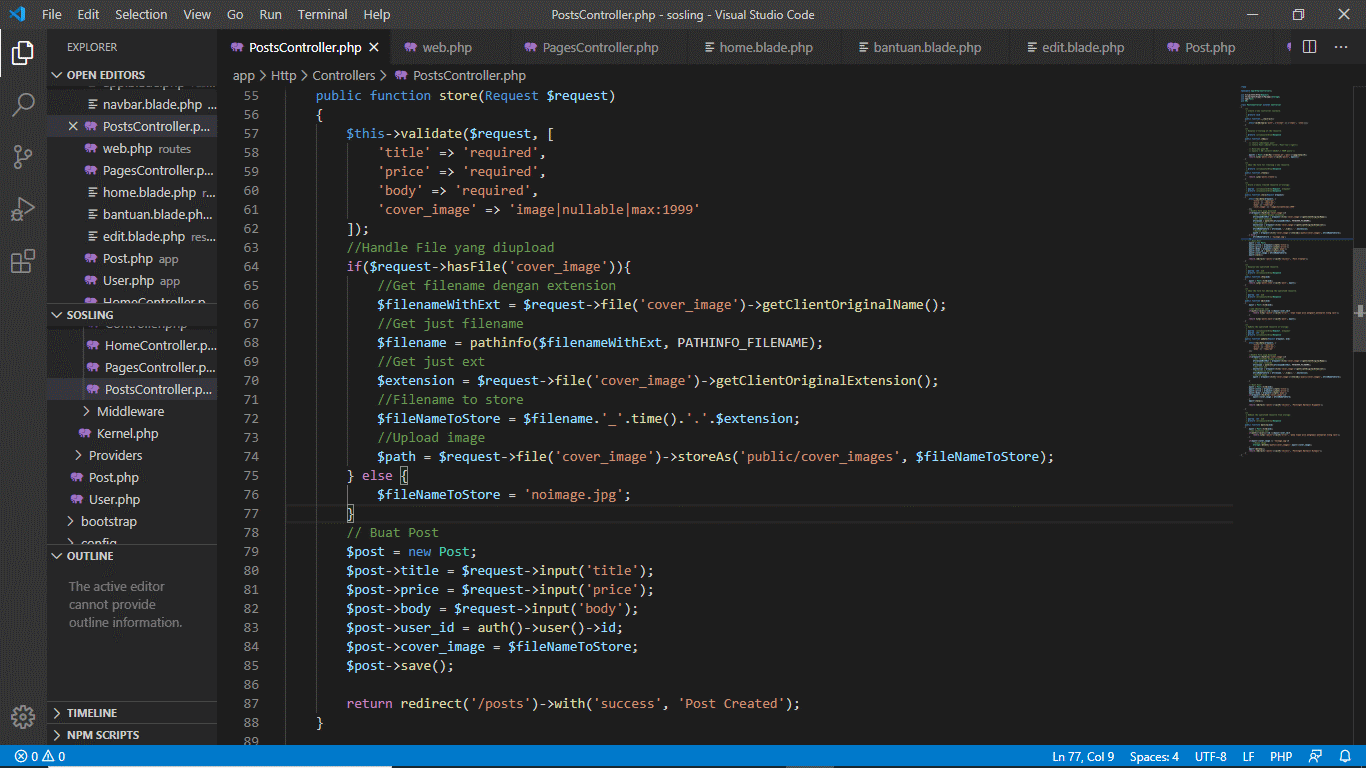 File Edit Selection View Go Run Terminal Help PostsController.php - sosling - Visual Studio Code
EXPLORER
PostsController.php web.php PagesController.php home.blade.php bantuan.blade.php edit.blade.php Post.php
OPEN EDITORS
navbar.blade.php ...
PostsController.p...
web.php routes
PagesController.p...
home.blade.php r...
bantuan.blade.ph...
edit.blade.php res...
Post.php app
User.php app
SOSLING
HomeController.p...
PagesController.p...
PostsController.p...
Middleware
Kernel.php
Providers
Post.php
User.php
bootstrap
config
OUTLINE
The active editor
cannot provide
outline information.
TIMELINE
NPM SCRIPTS
app > Http > Controllers > PostsController.php
55 public function store(Request $request)
56 {
57 $this->validate($request, [
58 'title' => 'required',
59 'price' => 'required',
60 'body' => 'required',
61 'cover_image' => 'image|nullable|max:1999'
62 ]);
63 //Handle File yang diupload
64 if($request->hasFile('cover_image')){
65 //Get filename dengan extension
66 $filenameWithExt = $request->file('cover_image')->getClientOriginalName();
67 //Get just filename
68 $filename = pathinfo($filenameWithExt, PATHINFO_FILENAME);
69 //Get just ext
70 $extension = $request->file('cover_image')->getClientOriginalExtension();
71 //Filename to store
72 $fileNameToStore = $filename.'_'.time().'.'.$extension;
73 //Upload image
74 $path = $request->file('cover_image')->storeAs('public/cover_images', $fileNameToStore);
75 } else {
76 $fileNameToStore = 'noimage.jpg';
77 }
78 // Buat Post
79 $post = new Post;
80 $post->title = $request->input('title');
81 $post->price = $request->input('price');
82 $post->body = $request->input('body');
83 $post->user_id = auth()->user()->id;
84 $post->cover_image = $fileNameToStore;
85 $post->save();
86
87 return redirect('/posts')->with('success', 'Post Created');
88 }
89
0 0 Ln 77, Col 9 Spaces: 4 UTF-8 LF PHP